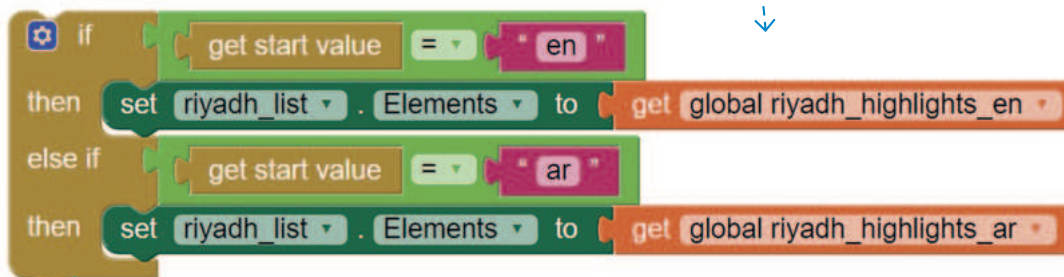 if get start value = " en "
then set riyadh_list . Elements to get global riyadh_highlights_en
else if get start value = " ar "
then set riyadh_list . Elements to get global riyadh_highlights_ar